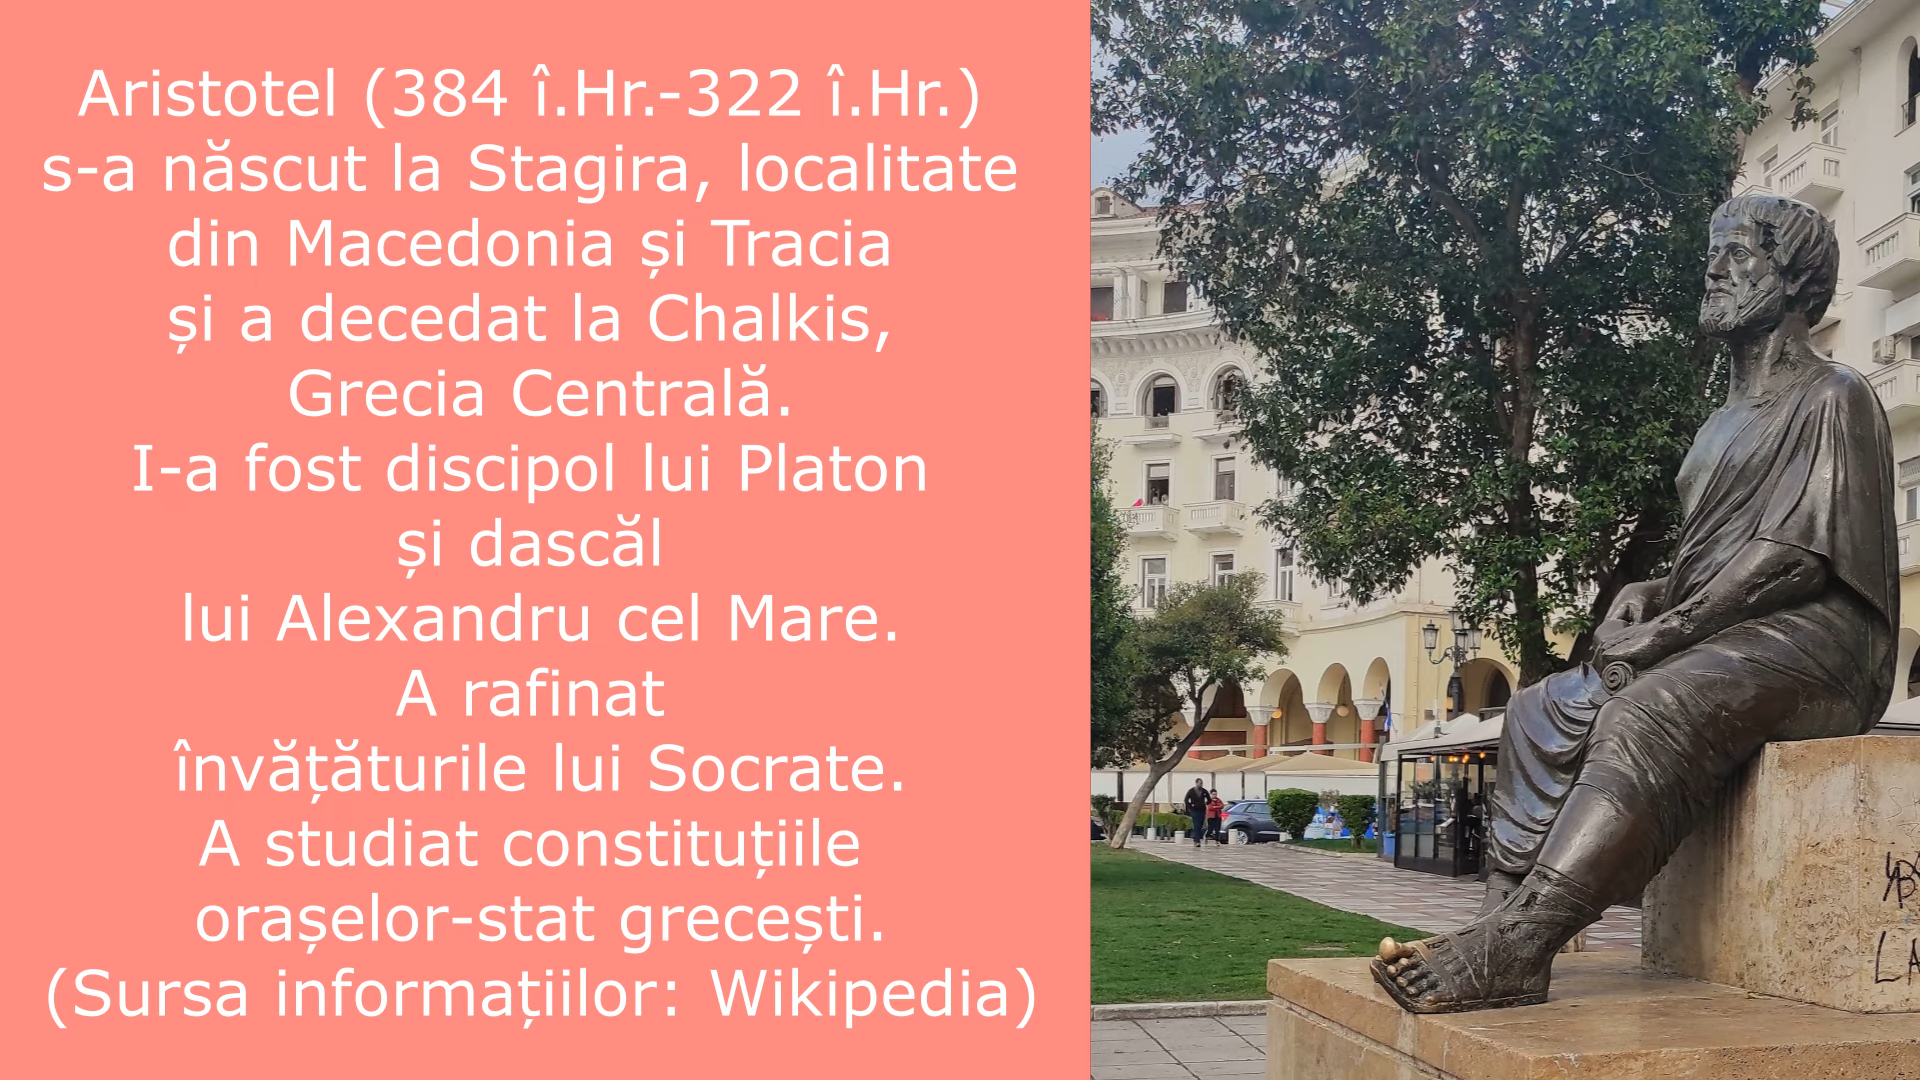 Aristotel (384 î.Hr.-322 î.Hr.)
s-a născut la Stagira, localitate
din Macedonia și Tracia
și a decedat la Chalkis,
Grecia Centrală.
I-a fost discipol lui Platon
și dascăl
lui Alexandru cel Mare.
A rafinat
învățăturile lui Socrate.
A studiat constituțiile
orașelor-stat grecești.
(Sursa informațiilor: Wikipedia)